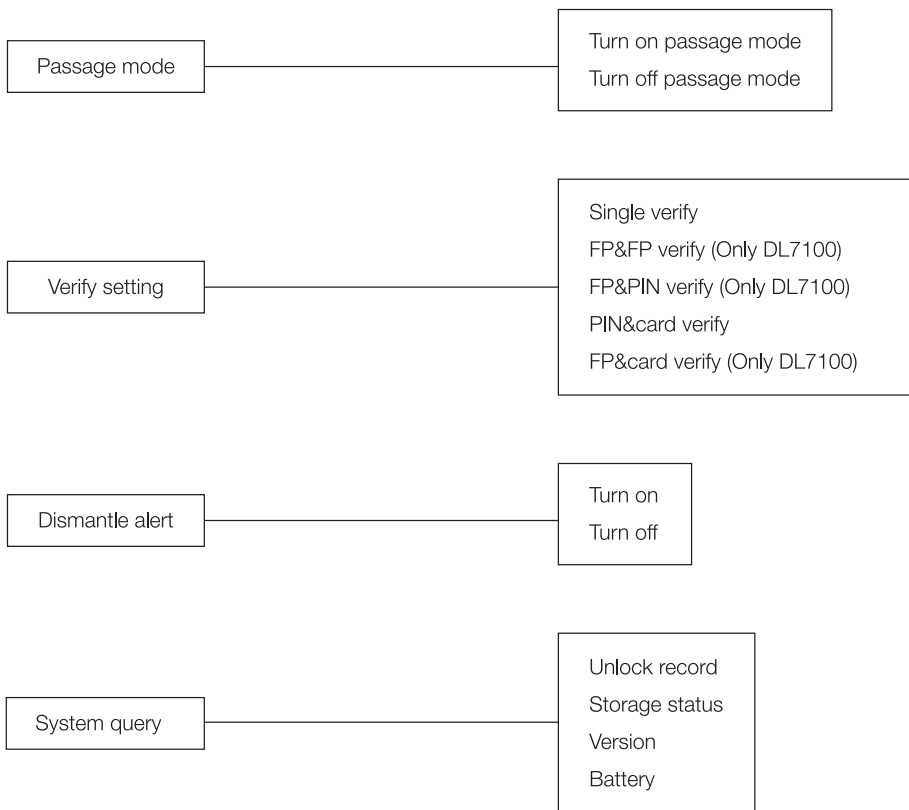 Passage mode
Turn on passage mode
Turn off passage mode
Verify setting
Single verify
FP&FP verify (Only DL7100)
FP&PIN verify (Only DL7100)
PIN&card verify
FP&card verify (Only DL7100)
Dismantle alert
Turn on
Turn off
System query
Unlock record
Storage status
Version
Battery